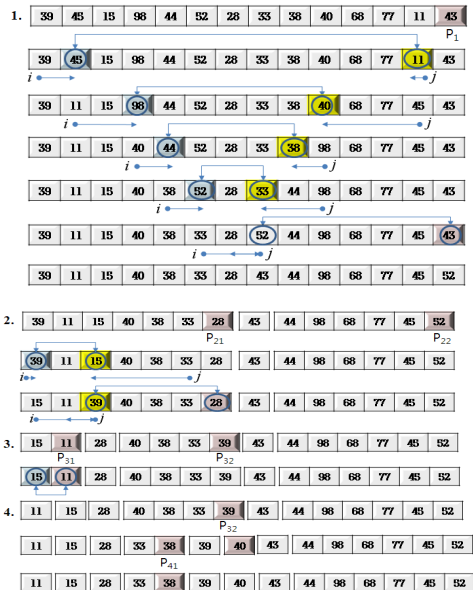 1. 39 45 15 98 44 52 28 33 38 40 68 77 11 43
P1
39 45 15 98 44 52 28 33 38 40 68 77 11 43
i j
39 11 15 98 44 52 28 33 38 40 68 77 45 43
i j
39 11 15 40 44 52 28 33 38 98 68 77 45 43
i j
39 11 15 40 38 52 28 33 44 98 68 77 45 43
i j
39 11 15 40 38 33 28 52 44 98 68 77 45 43
i j
39 11 15 40 38 33 28 43 44 98 68 77 45 52
2. 39 11 15 40 38 33 28 43 44 98 68 77 45 52
P21 P22
39 11 15 40 38 33 28 43 44 98 68 77 45 52
i j
15 11 39 40 38 33 28 43 44 98 68 77 45 52
i j
3. 15 11 28 40 38 33 39 43 44 98 68 77 45 52
P31 P32
15 11 28 40 38 33 39 43 44 98 68 77 45 52
4. 11 15 28 40 38 33 39 43 44 98 68 77 45 52
P32
11 15 28 33 38 39 40 43 44 98 68 77 45 52
P41
11 15 28 33 38 39 40 43 44 98 68 77 45 52